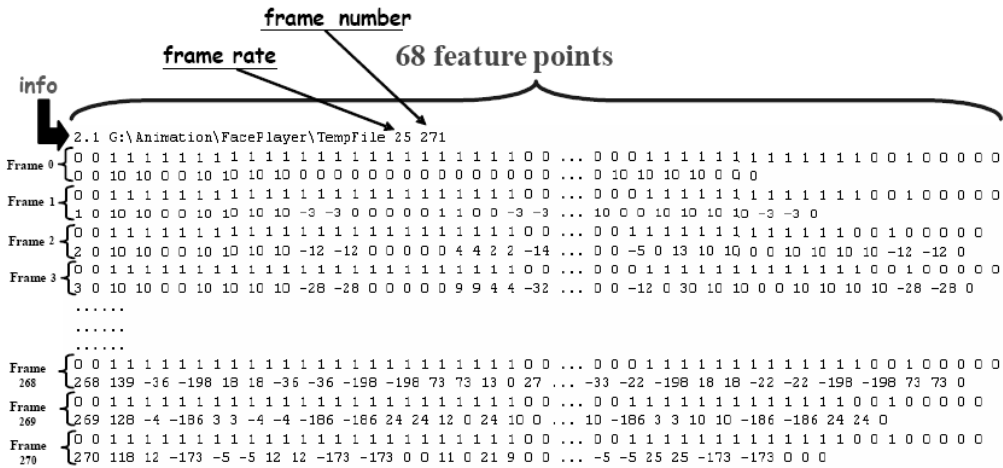 frame number
frame rate
68 feature points
info
2.1 G:\Animation\FacePlayer\TempFile 25 271
Frame 0
0 0 1 1 1 1 1 1 1 1 1 1 1 1 1 1 1 1 1 1 1 1 1 1 1 1 0 0 ... 0 0 0 1 1 1 1 1 1 1 1 1 1 1 1 1 0 0 1 0 0 0 0 0
0 0 10 10 0 0 10 10 10 10 0 0 0 0 0 0 0 0 0 0 0 0 0 0 ... 0 10 10 10 10 0 0 0 0
Frame 1
0 0 1 1 1 1 1 1 1 1 1 1 1 1 1 1 1 1 1 1 1 1 1 1 1 1 0 0 ... 0 0 0 1 1 1 1 1 1 1 1 1 1 1 1 0 0 1 0 0 0 0 0
1 0 10 10 0 0 10 10 10 10 -3 -3 0 0 0 0 0 1 1 0 0 -3 -3 ... 10 0 0 10 10 10 10 -3 -3 0
Frame 2
0 0 1 1 1 1 1 1 1 1 1 1 1 1 1 1 1 1 1 1 1 1 1 1 1 1 0 0 ... 0 0 0 1 1 1 1 1 1 1 1 1 1 1 1 0 0 1 0 0 0 0 0
2 0 10 10 0 0 10 10 10 10 -12 -12 0 0 0 0 0 4 4 2 2 -14 ... -5 0 13 10 10 0 0 10 10 10 10 -12 -12 0
Frame 3
0 0 1 1 1 1 1 1 1 1 1 1 1 1 1 1 1 1 1 1 1 1 1 1 1 1 0 0 ... 0 0 0 1 1 1 1 1 1 1 1 1 1 1 1 1 0 0 1 0 0 0 0 0
3 0 10 10 0 0 10 10 10 10 -28 -28 0 0 0 0 0 9 9 4 4 -32 ... -12 0 30 10 10 0 0 10 10 10 10 -28 -28 0
......
......
......
Frame 268
0 0 1 1 1 1 1 1 1 1 1 1 1 1 1 1 1 1 1 1 1 1 1 1 1 1 0 0 ... 0 0 0 1 1 1 1 1 1 1 1 1 1 1 1 1 0 0 1 0 0 0 0 0
268 139 -36 -198 18 18 -36 -36 -198 -198 73 73 13 0 27 ... -33 -22 -198 18 18 -22 -22 -198 -198 73 73 0
Frame 269
0 0 1 1 1 1 1 1 1 1 1 1 1 1 1 1 1 1 1 1 1 1 1 1 1 1 0 0 ... 0 0 0 1 1 1 1 1 1 1 1 1 1 1 1 0 0 1 0 0 0 0 0
269 128 -4 -186 3 3 -4 -4 -186 -186 24 24 12 0 24 10 0 ... 10 -186 3 3 10 10 -186 -186 24 24 0
Frame 270
0 0 1 1 1 1 1 1 1 1 1 1 1 1 1 1 1 1 1 1 1 1 1 1 1 1 0 0 ... 0 0 0 1 1 1 1 1 1 1 1 1 1 1 1 0 0 1 0 0 0 0 0
270 118 12 -173 -5 -5 12 12 -173 -173 0 0 11 0 21 9 0 0 ... -5 -5 25 25 -173 -173 0 0 0